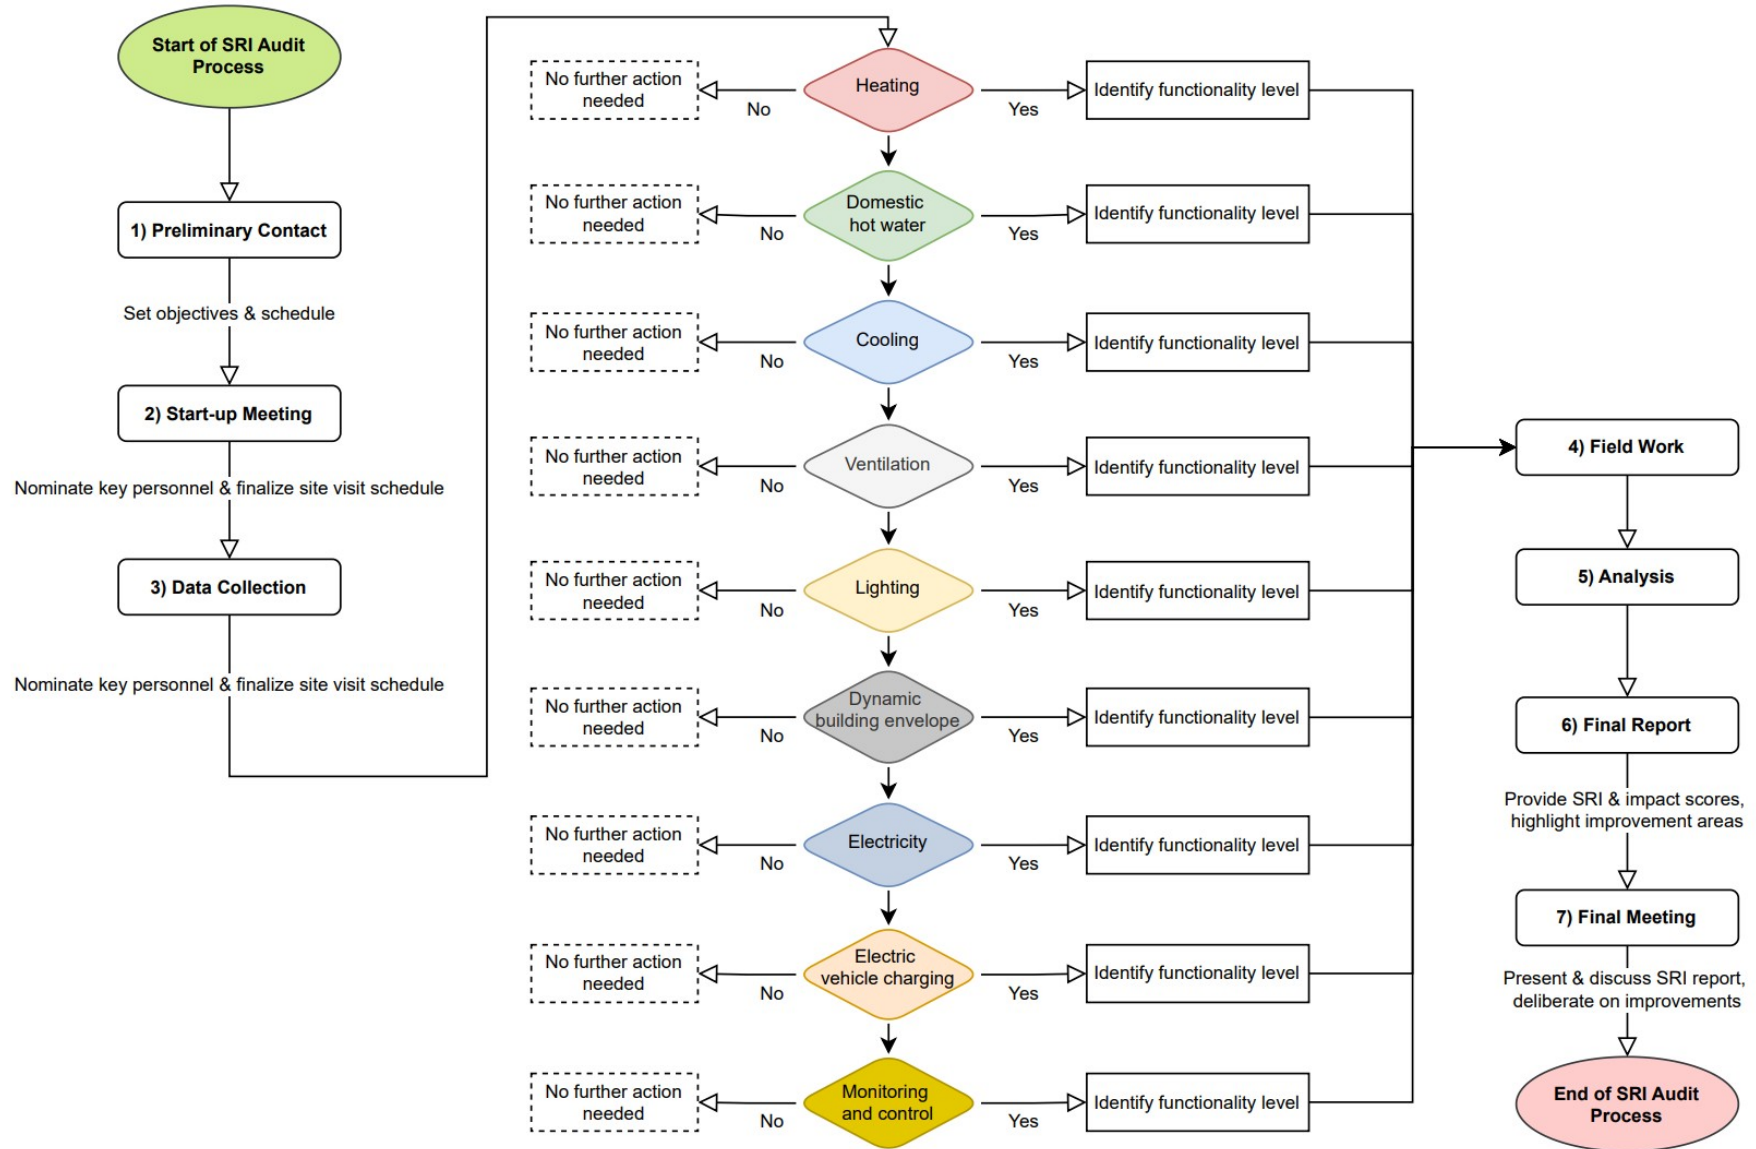 Start of SRI Audit
Process
1) Preliminary Contact
Set objectives & schedule
2) Start-up Meeting
Nominate key personnel & finalize site visit schedule
3) Data Collection
Nominate key personnel & finalize site visit schedule
No further action
needed
No
Heating
Yes
Identify functionality level
No further action
needed
No
Domestic
hot water
Yes
Identify functionality level
No further action
needed
No
Cooling
Yes
Identify functionality level
No further action
needed
No
Ventilation
Yes
Identify functionality level
No further action
needed
No
Lighting
Yes
Identify functionality level
No further action
needed
No
Dynamic
building envelope
Yes
Identify functionality level
No further action
needed
No
Electricity
Yes
Identify functionality level
No further action
needed
No
Electric
vehicle charging
Yes
Identify functionality level
No further action
needed
No
Monitoring
and control
Yes
Identify functionality level
4) Field Work
5) Analysis
6) Final Report
Provide SRI & impact scores,
highlight improvement areas
7) Final Meeting
Present & discuss SRI report,
deliberate on improvements
End of SRI Audit
Process